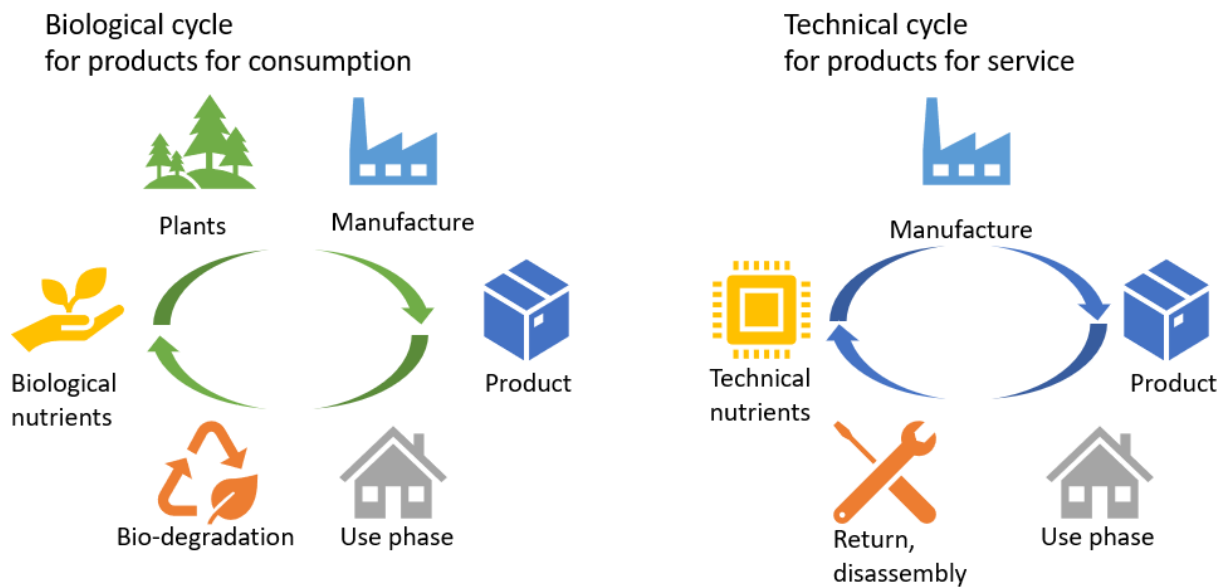 Biological cycle
for products for consumption
Plants
Manufacture
Biological
nutrients
Product
Bio-degradation
Use phase
Technical cycle
for products for service
Manufacture
Technical
nutrients
Product
Return,
disassembly
Use phase